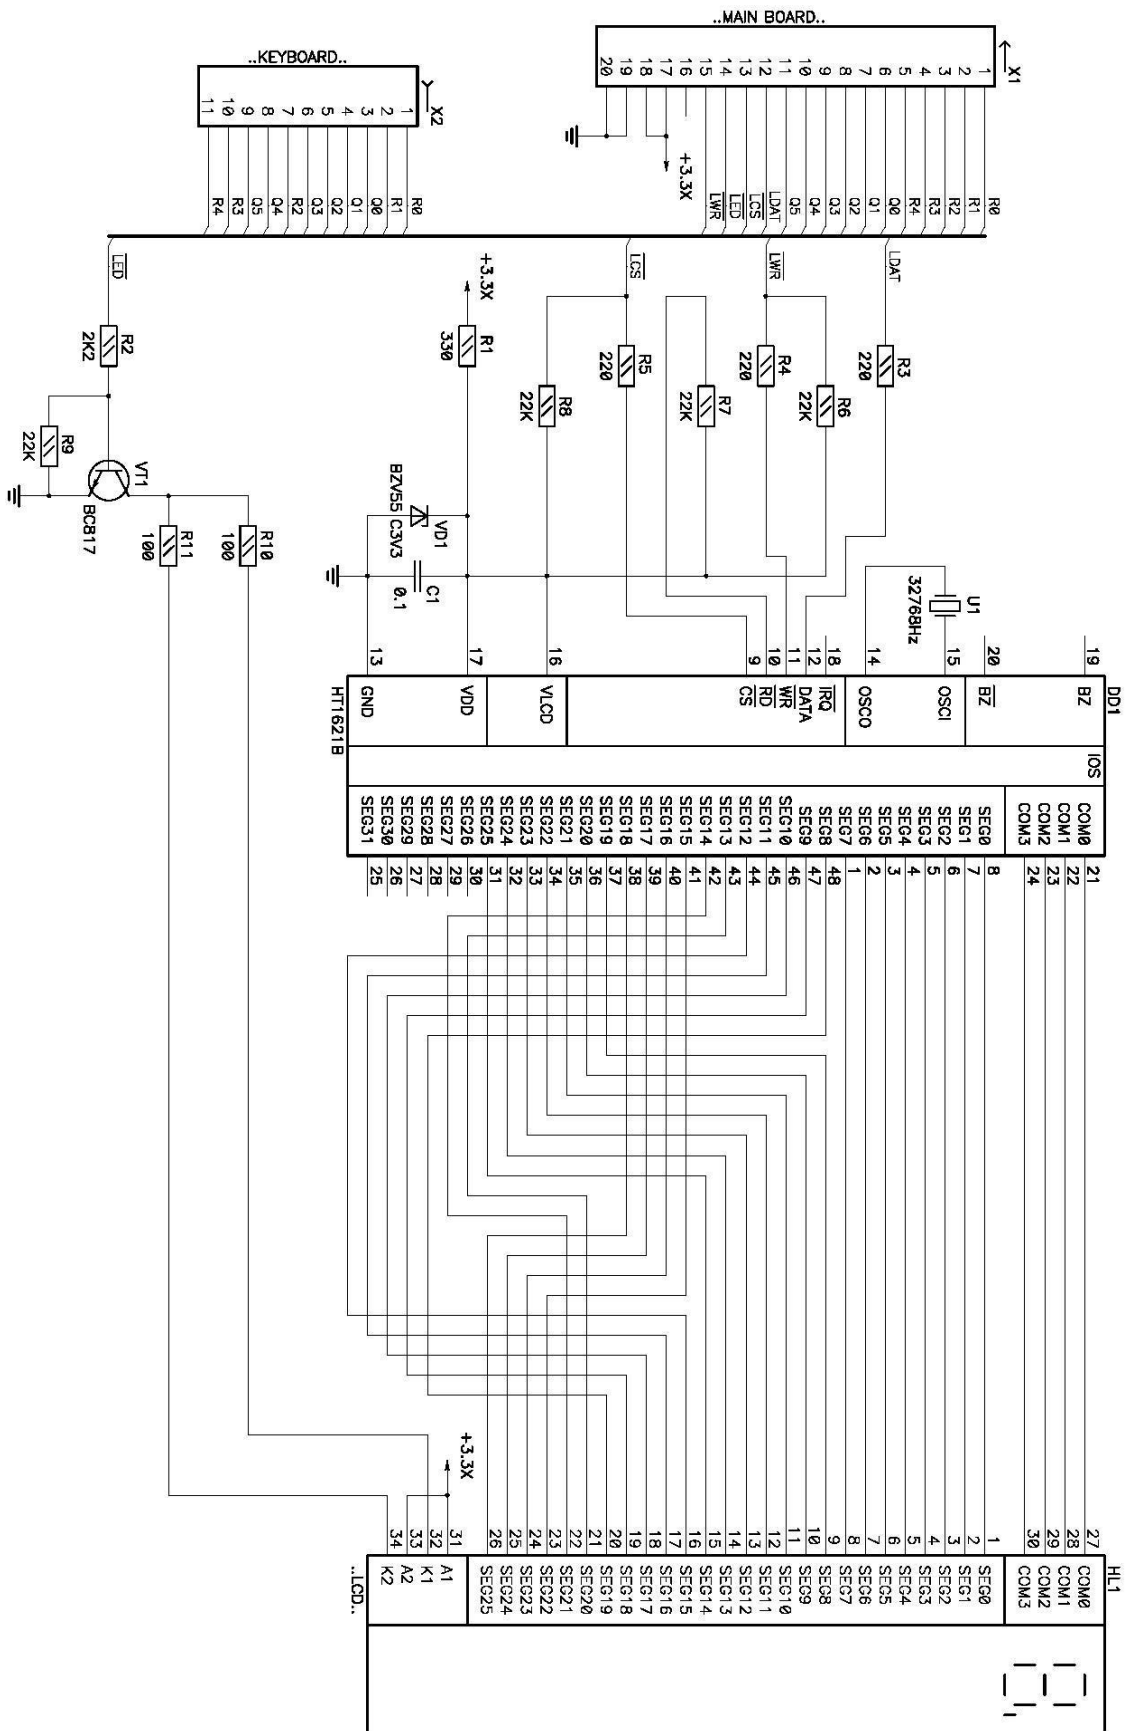 X1
..MAIN BOARD..
1 R0
2 R1
3 R2
4 R3
5 R4
6 Q0
7 Q1
8 Q2
9 Q3
10 Q4
11 Q5
12 LDAT
13 LCS
14 LED
15 LWR
16
17
18
19
20
+3.3X
X2
..KEYBOARD..
1 R0
2 R1
3 Q0
4 Q1
5 Q2
6 Q3
7 R2
8 Q4
9 Q5
10 R3
11 R4
LDAT
LWR
LCS
LED
R3
220
R6
22K
R4
220
R7
22K
R5
220
R8
22K
+3.3X
R1
330
R2
2K2
R9
22K
VT1
BC817
VD1
BZV55 C3V3
C1
0.1
R10
100
R11
100
U1
32768Hz
DD1
IOS
19 BZ
20 BZ
15 OSCI
14 OSCO
18 IRQ
12 DATA
11 WR
10 RD
9 CS
16 VLCD
17 VDD
13 GND
HT1621B
COM0 21
COM1 22
COM2 23
COM3 24
SEG0 8
SEG1 7
SEG2 6
SEG3 5
SEG4 4
SEG5 3
SEG6 2
SEG7 1
SEG8 48
SEG9 47
SEG10 46
SEG11 45
SEG12 44
SEG13 43
SEG14 42
SEG15 41
SEG16 40
SEG17 39
SEG18 38
SEG19 37
SEG20 36
SEG21 35
SEG22 34
SEG23 33
SEG24 32
SEG25 31
SEG26 30
SEG27 29
SEG28 28
SEG29 27
SEG30 26
SEG31 25
+3.3X
HL1
27 COM0
28 COM1
29 COM2
30 COM3
1 SEG0
2 SEG1
3 SEG2
4 SEG3
5 SEG4
6 SEG5
7 SEG6
8 SEG7
9 SEG8
10 SEG9
11 SEG10
12 SEG11
13 SEG12
14 SEG13
15 SEG14
16 SEG15
17 SEG16
18 SEG17
19 SEG18
20 SEG19
21 SEG20
22 SEG21
23 SEG22
24 SEG23
25 SEG24
26 SEG25
31 A1
32 K1
33 A2
34 K2
..LCD..